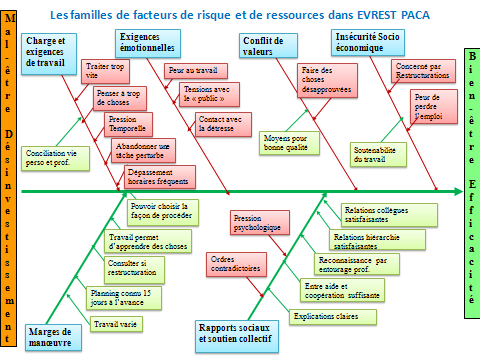 Les familles de facteurs de risque et de ressources dans EVREST PACA
Mal-être Désinvestissement
Charge et
exigences
de travail
Exigences
émotionnelles
Conflit de
valeurs
Insécurité Socio
économique
Bien-être Efficacité
Traiter trop
vite
Penser à trop
de choses
Pression
Temporelle
Abandonner une
tâche perturbe
Dépassement
horaires fréquents
Conciliation vie
perso et prof.
Peur au travail
Tensions avec
le « public »
Contact avec
la détresse
Faire des
choses
désapprouvées
Moyens pour
bonne qualité
Concerné par
Restructurations
Peur de
perdre
l'emploi
Soutenabilité
du travail
Pouvoir choisir la
façon de procéder
Travail permet
d'apprendre des choses
Consulter si
restructuration
Planning connu 15
jours à l'avance
Travail varié
Marges de
manœuvre
Pression
psychologique
Ordres
contradictoires
Relations collègues
satisfaisantes
Relations hiérarchie
satisfaisantes
Reconnaissance par
entourage prof.
Entre aide et
coopération suffisante
Explications claires
Rapports sociaux
et soutien collectif